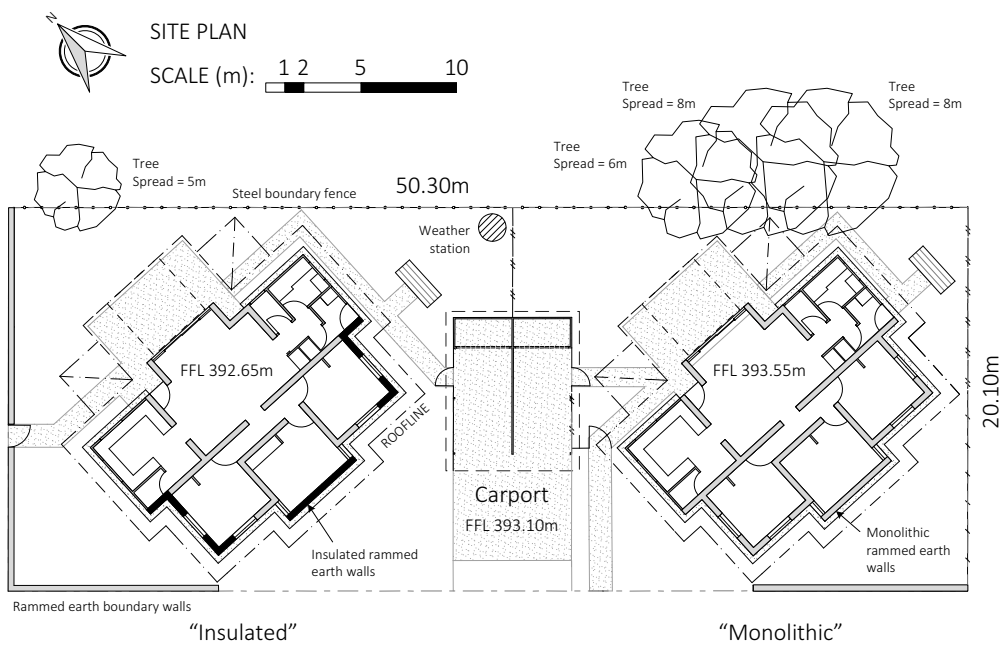 N
SITE PLAN
SCALE (m):
1 2 5 10
Tree
Spread = 8m
Tree
Spread = 8m
Tree
Spread = 6m
Tree
Spread = 5m
Steel boundary fence
50.30m
Weather
station
FFL 392.65m
FFL 393.55m
ROOFLINE
20.10m
Carport
FFL 393.10m
Insulated rammed
earth walls
Monolithic
rammed earth
walls
Rammed earth boundary walls
“Insulated”
“Monolithic”